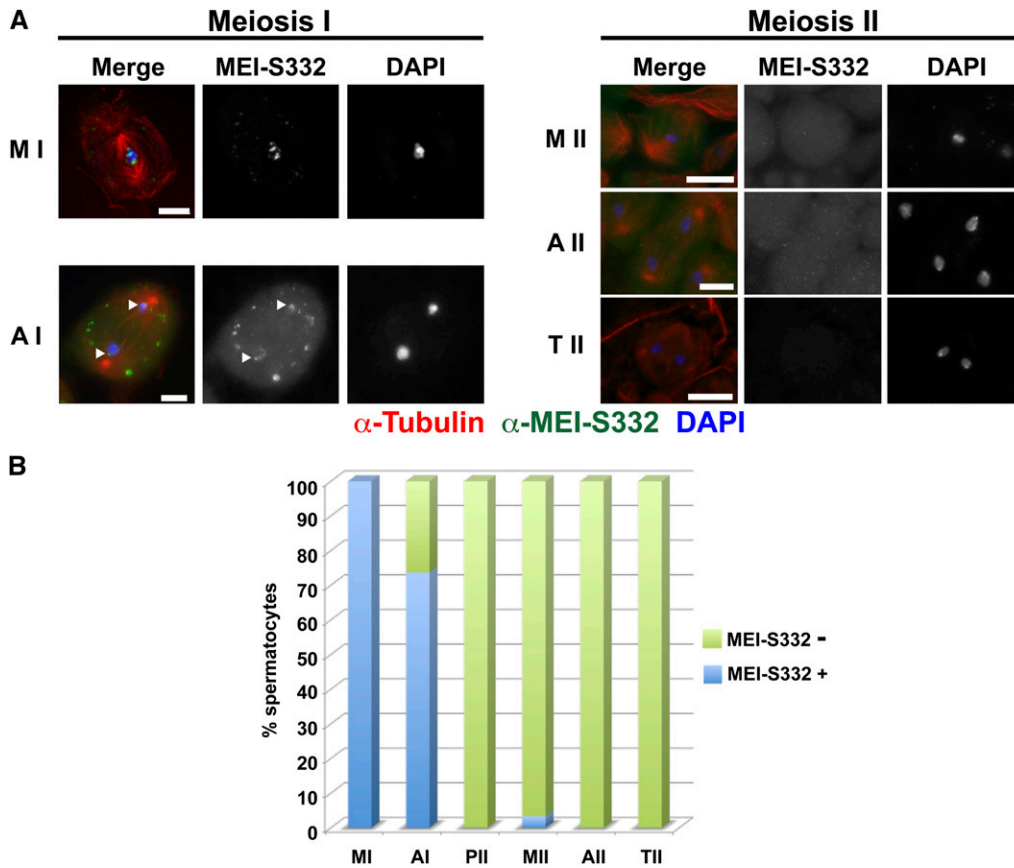 A
Meiosis I
Meiosis II
Merge MEI-S332 DAPI
Merge MEI-S332 DAPI
M I
A I
M II
A II
T II
α-Tubulin α-MEI-S332 DAPI
B
% spermatocytes
100
90
80
70
60
50
40
30
20
10
0
MI AI PII MII AII TII
MEI-S332 -
MEI-S332 +